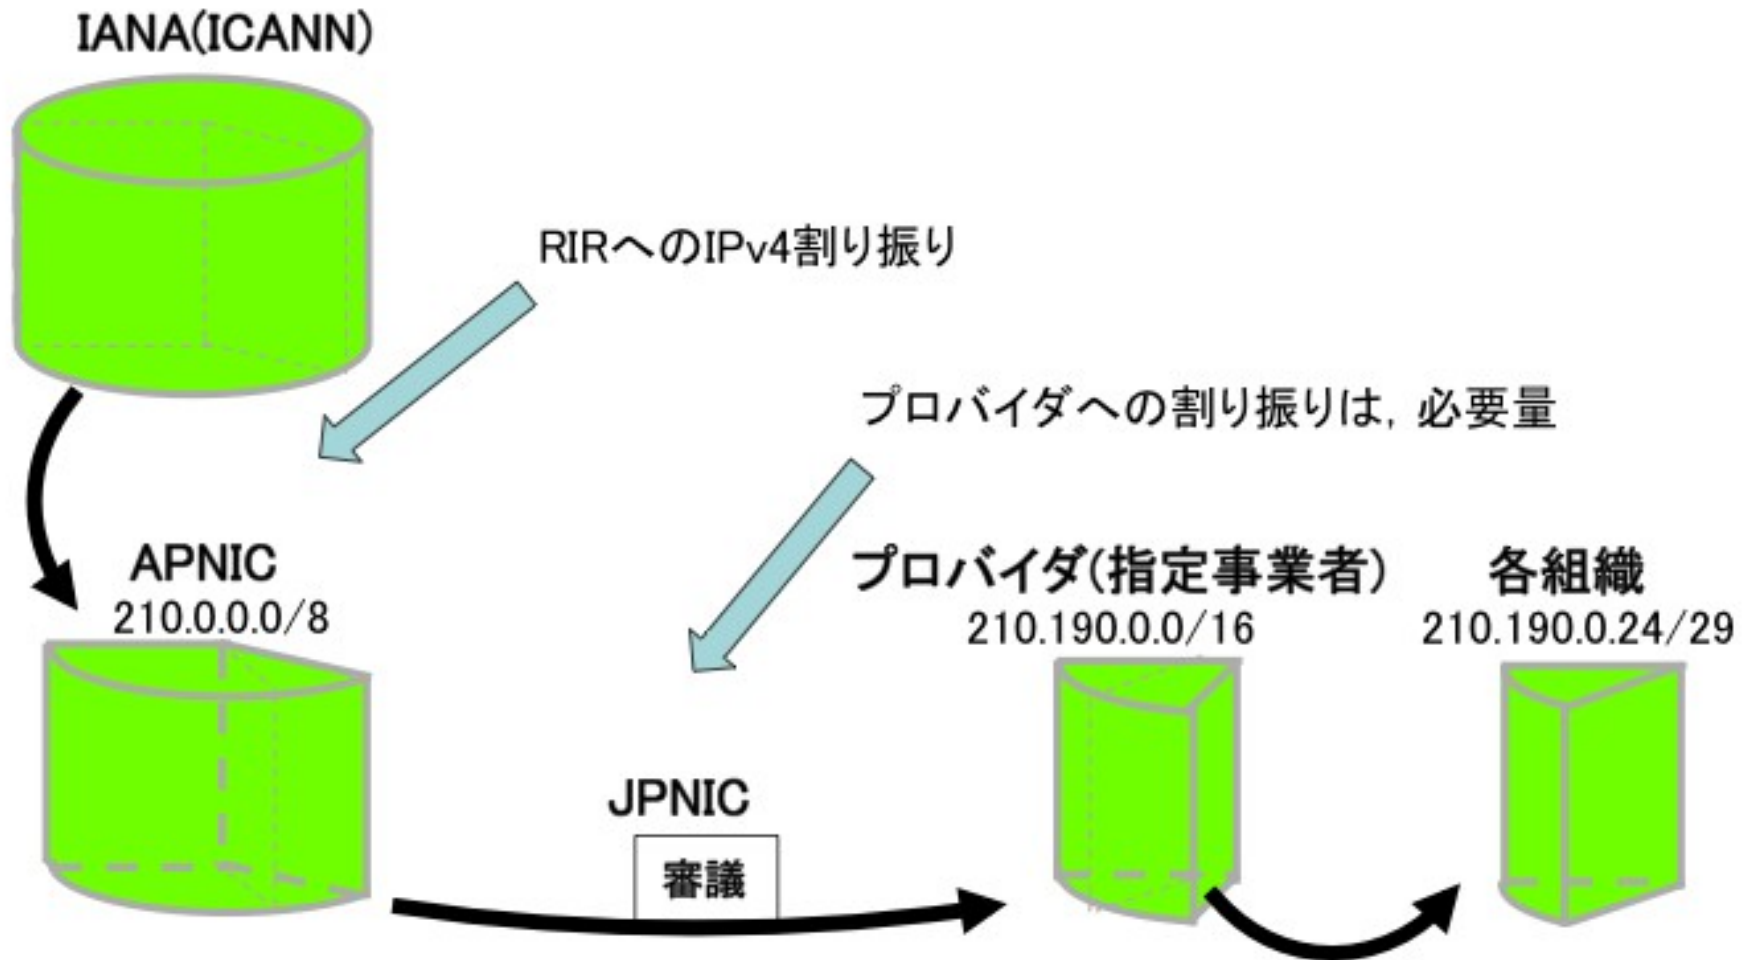 IANA(ICANN)
RIRへのIPv4割り振り
プロバイダへの割り振りは, 必要量
APNIC
210.0.0.0/8
プロバイダ(指定事業者)
210.190.0.0/16
各組織
210.190.0.24/29
JPNIC
審議